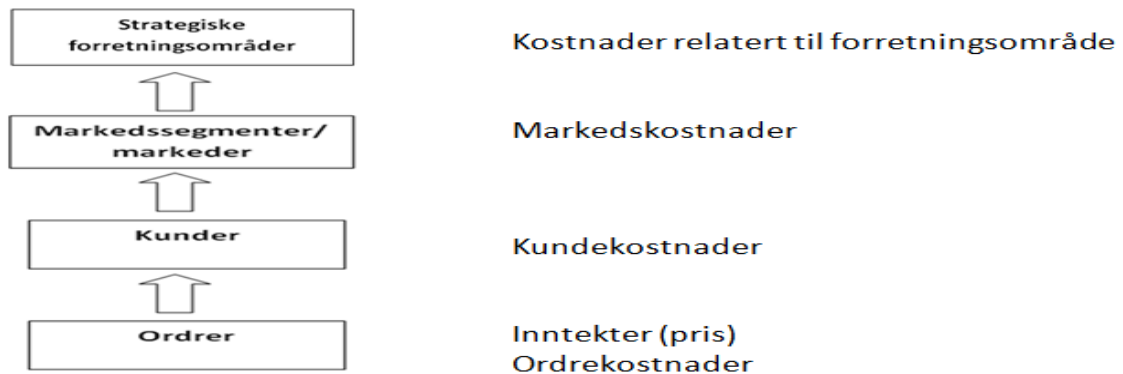 Strategiske
forretningsområder
Kostnader relatert til forretningsområde
Markedssegmenter/
markeder
Markedskostnader
Kunder
Kundekostnader
Ordrer
Inntekter (pris)
Ordrekostnader